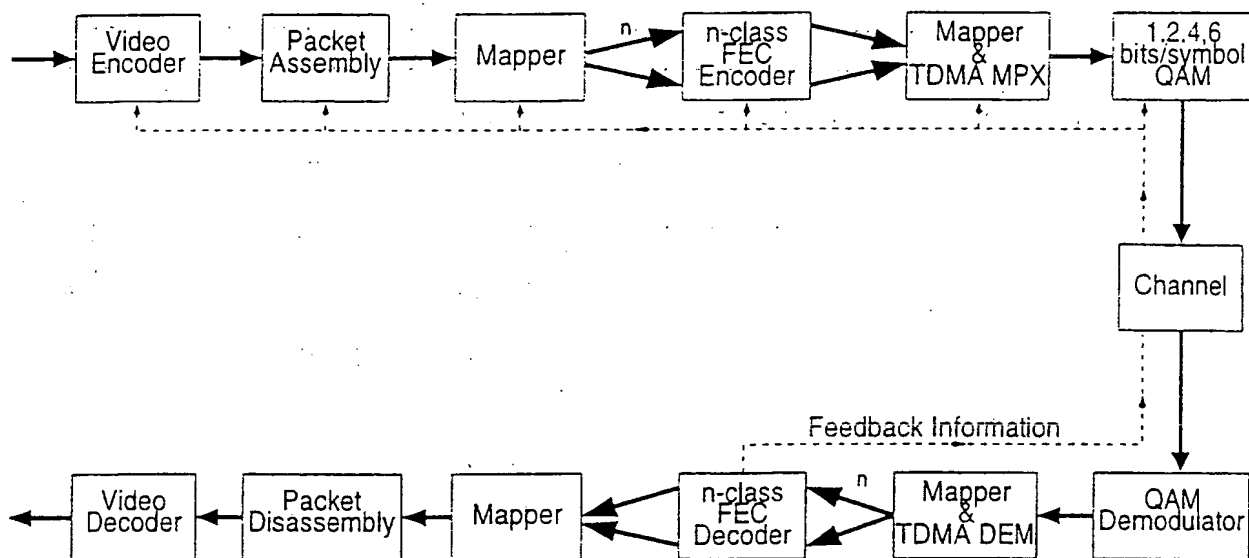 Video
Encoder
Packet
Assembly
Mapper
n
n-class
FEC
Encoder
Mapper
&
TDMA MPX
1,2,4,6
bits/symbol
QAM
Channel
Feedback Information
Video
Decoder
Packet
Disassembly
Mapper
n-class
FEC
Decoder
n
Mapper
&
TDMA DEM
QAM
Demodulator